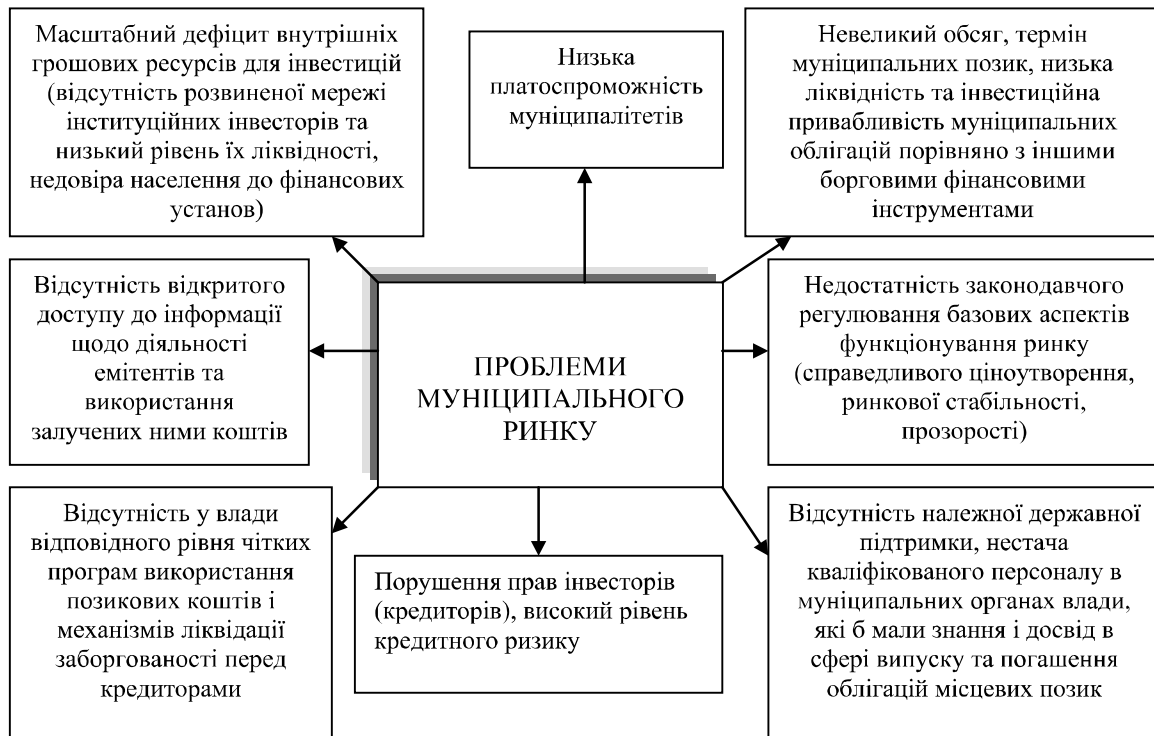 Масштабний дефіцит внутрішніх
грошових ресурсів для інвестицій
(відсутність розвиненої мережі
інституційних інвесторів та
низький рівень їх ліквідності,
недовіра населення до фінансових
установ)
Низька
платоспроможність
муніципалітетів
Невеликий обсяг, термін
муніципальних позик, низька
ліквідність та інвестиційна
привабливість муніципальних
облігацій порівняно з іншими
борговими фінансовими
інструментами
Відсутність відкритого
доступу до інформації
щодо діяльності
емітентів та
використання
залучених ними коштів
ПРОБЛЕМИ
МУНІЦИПАЛЬНОГО
РИНКУ
Недостатність законодавчого
регулювання базових аспектів
функціонування ринку
(справедливого ціноутворення,
ринкової стабільності,
прозорості)
Відсутність у влади
відповідного рівня чітких
програм використання
позикових коштів і
механізмів ліквідації
заборгованості перед
кредиторами
Порушення прав інвесторів
(кредиторів), високий рівень
кредитного ризику
Відсутність належної державної
підтримки, нестача
кваліфікованого персоналу в
муніципальних органах влади,
які б мали знання і досвід в
сфері випуску та погашення
облігацій місцевих позик